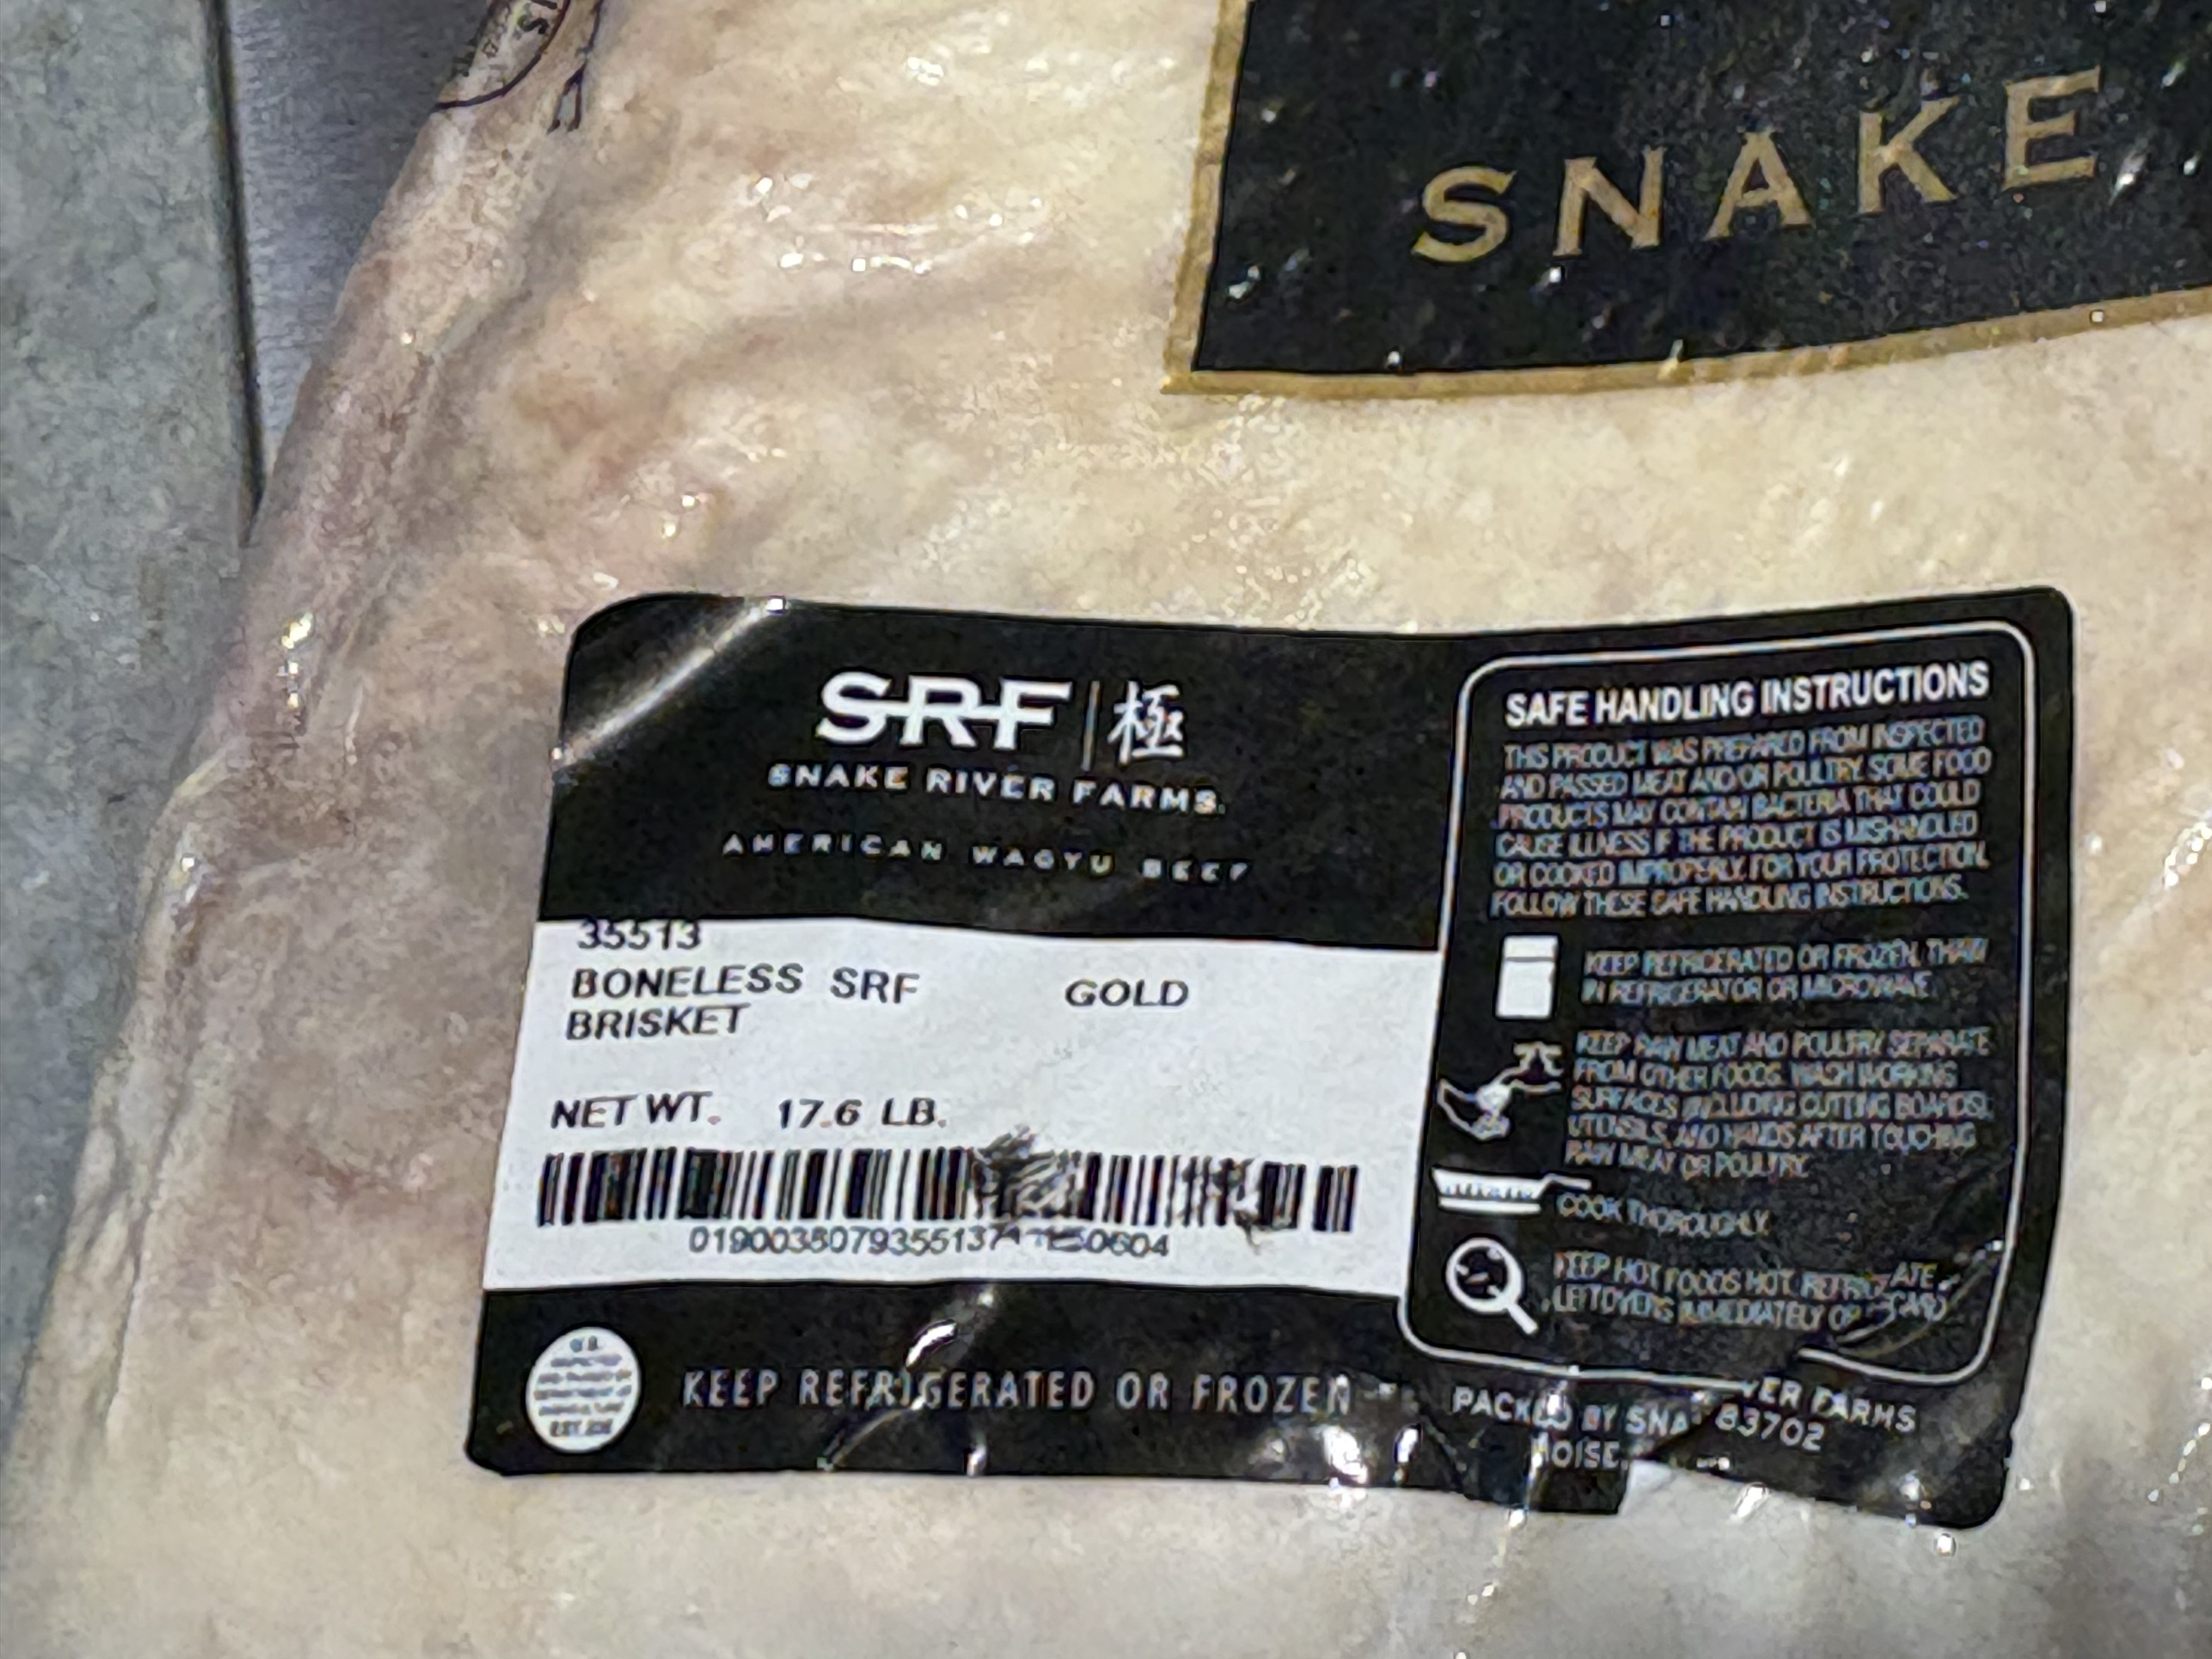 SNAKE
SRF | 極
SNAKE RIVER FARMS.
AMERICAN WAGYU BEEF
35513
BONELESS SRF GOLD
BRISKET
NET WT. 17.6 LB.
KEEP REFRIGERATED OR FROZEN
SAFE HANDLING INSTRUCTIONS
THIS PRODUCT WAS PREPARED FROM INSPECTED
AND PASSED MEAT AND/OR POULTRY. SOME FOOD
PRODUCTS MAY CONTAIN BACTERIA THAT COULD
CAUSE ILLNESS IF THE PRODUCT IS MISHANDLED
OR COOKED IMPROPERLY. FOR YOUR PROTECTION,
FOLLOW THESE SAFE HANDLING INSTRUCTIONS.
KEEP REFRIGERATED OR FROZEN. THAW
IN REFRIGERATOR OR MICROWAVE.
KEEP RAW MEAT AND POULTRY SEPARATE
FROM OTHER FOODS. WASH WORKING
SURFACES (INCLUDING CUTTING BOARDS),
UTENSILS, AND HANDS AFTER TOUCHING
RAW MEAT OR POULTRY.
COOK THOROUGHLY.
KEEP HOT FOODS HOT.
LEFTOVERS IMMEDIATELY OR
PACKED BY FARMS
83702